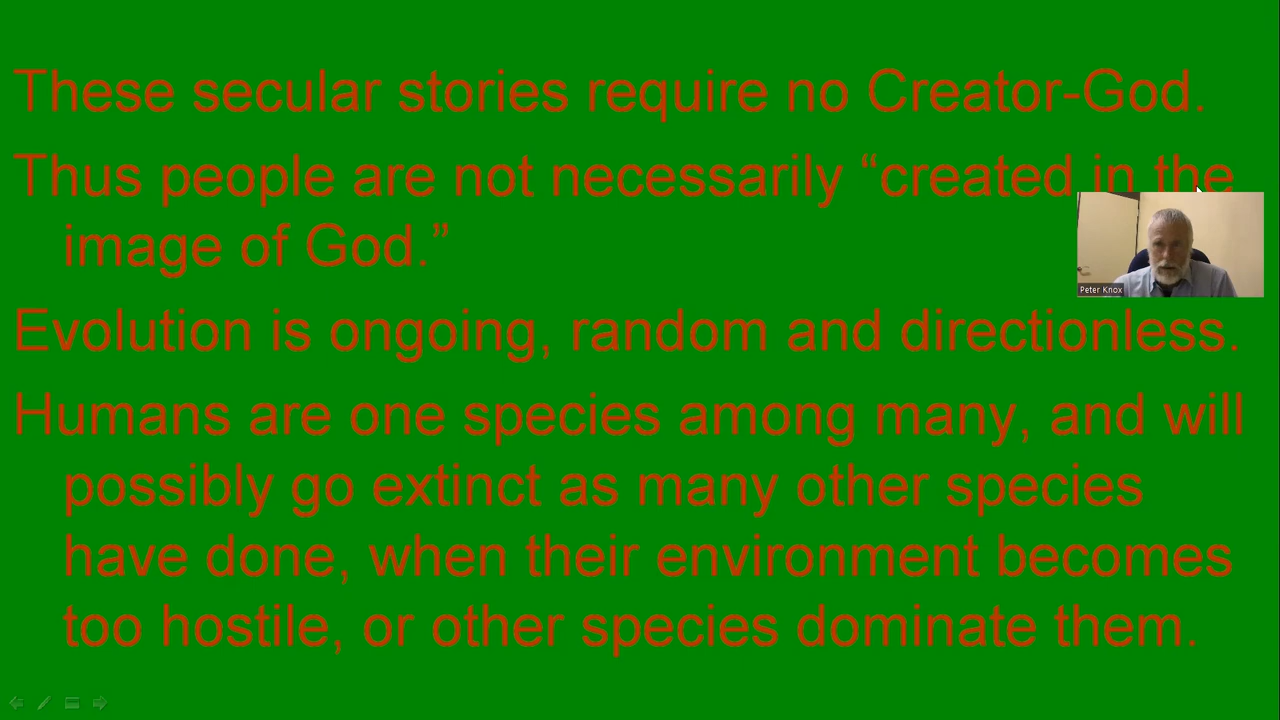 These secular stories require no Creator-God.
Thus people are not necessarily “created in the
image of God.”
Peter Knox
Evolution is ongoing, random and directionless.
Humans are one species among many, and will
possibly go extinct as many other species
have done, when their environment becomes
too hostile, or other species dominate them.